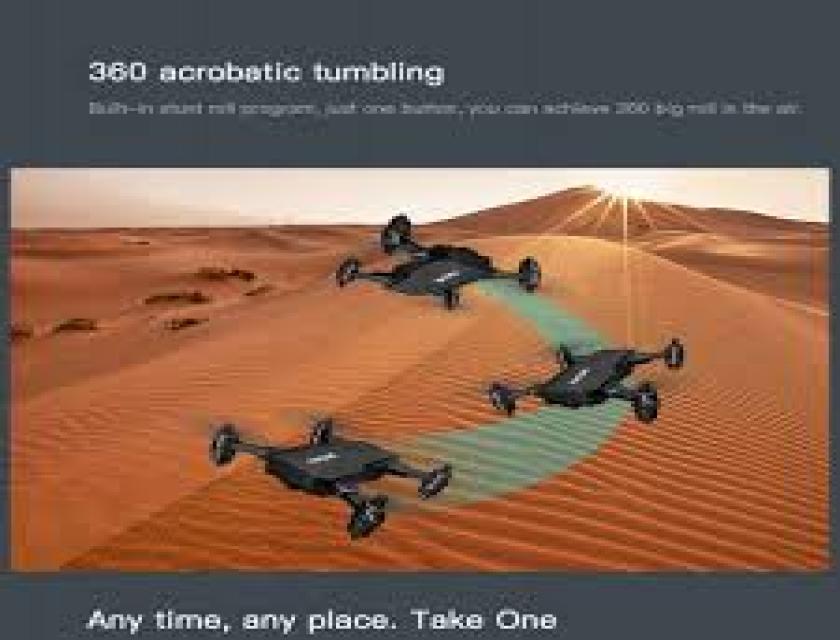 360 acrobatic tumbling
Built-in stunt roll program, just one button, you can achieve 360 big roll in the air.
Any time, any place. Take One